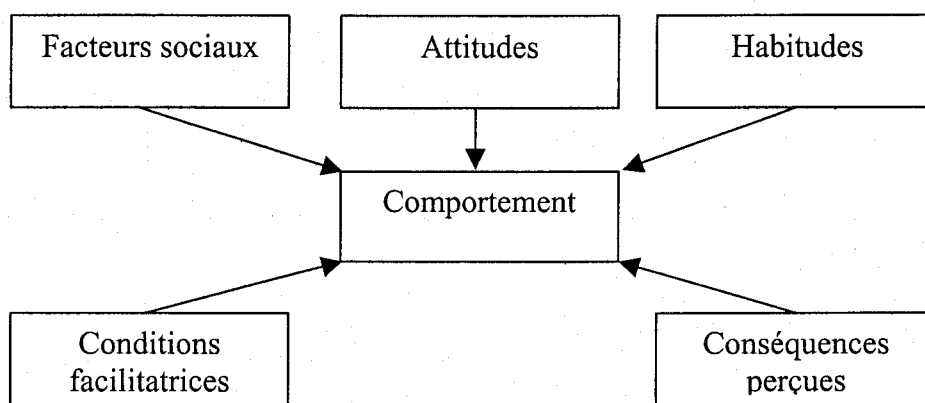 Facteurs sociaux
Attitudes
Habitudes
Comportement
Conditions
facilitatrices
Conséquences
perçues